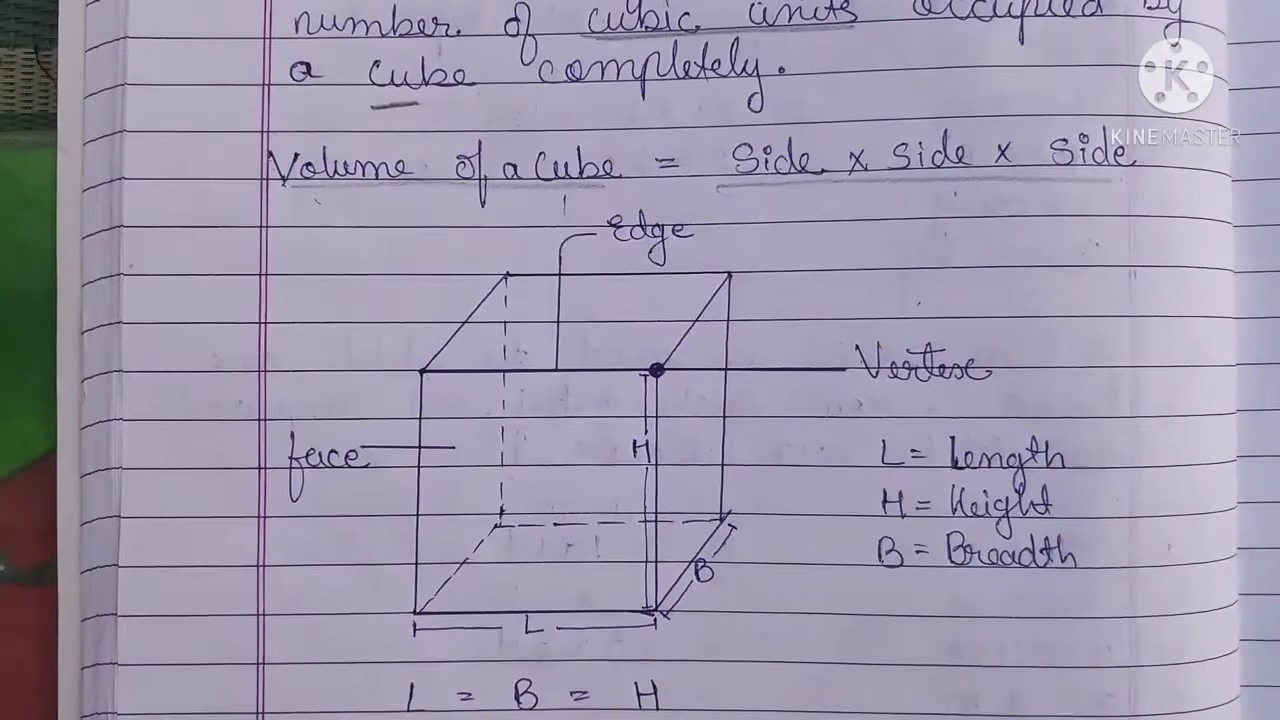 number of cubic units occupied by
a cube completely.
K
KINEMASTER
Volume of a Cube = Side x Side x Side
Edge
Vertex
face
H
L = Length
H = Height
B = Breadth
B
L
L = B = H